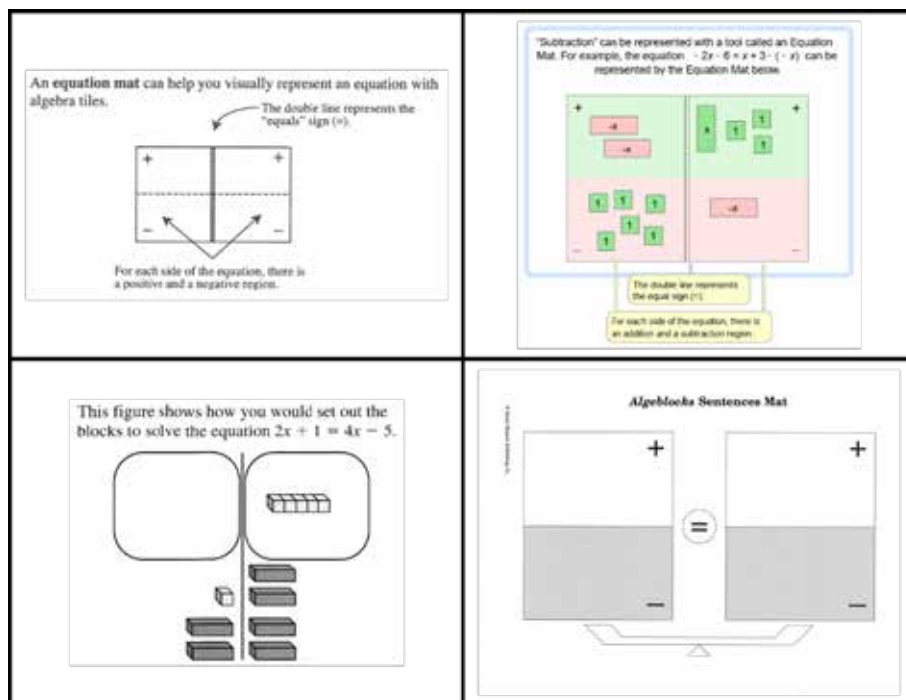 An equation mat can help you visually represent an equation with
algebra tiles.
The double line represents the
"equals" sign (=).
+ +
− −
For each side of the equation, there is
a positive and a negative region.
"Subtraction" can be represented with a tool called an Equation
Mat. For example, the equation - 2x - 6 = x + 3 - (- x) can be
represented by the Equation Mat below.
+ +
-x
-x
x 1 1
1
1 1 1
1
1 1
-x
− −
The double line represents
the equal sign (=)
For each side of the equation, there is
an addition and a subtraction region
This figure shows how you would set out the
blocks to solve the equation 2x + 1 = 4x − 5.
Algeblocks Sentences Mat
+ +
=
− −